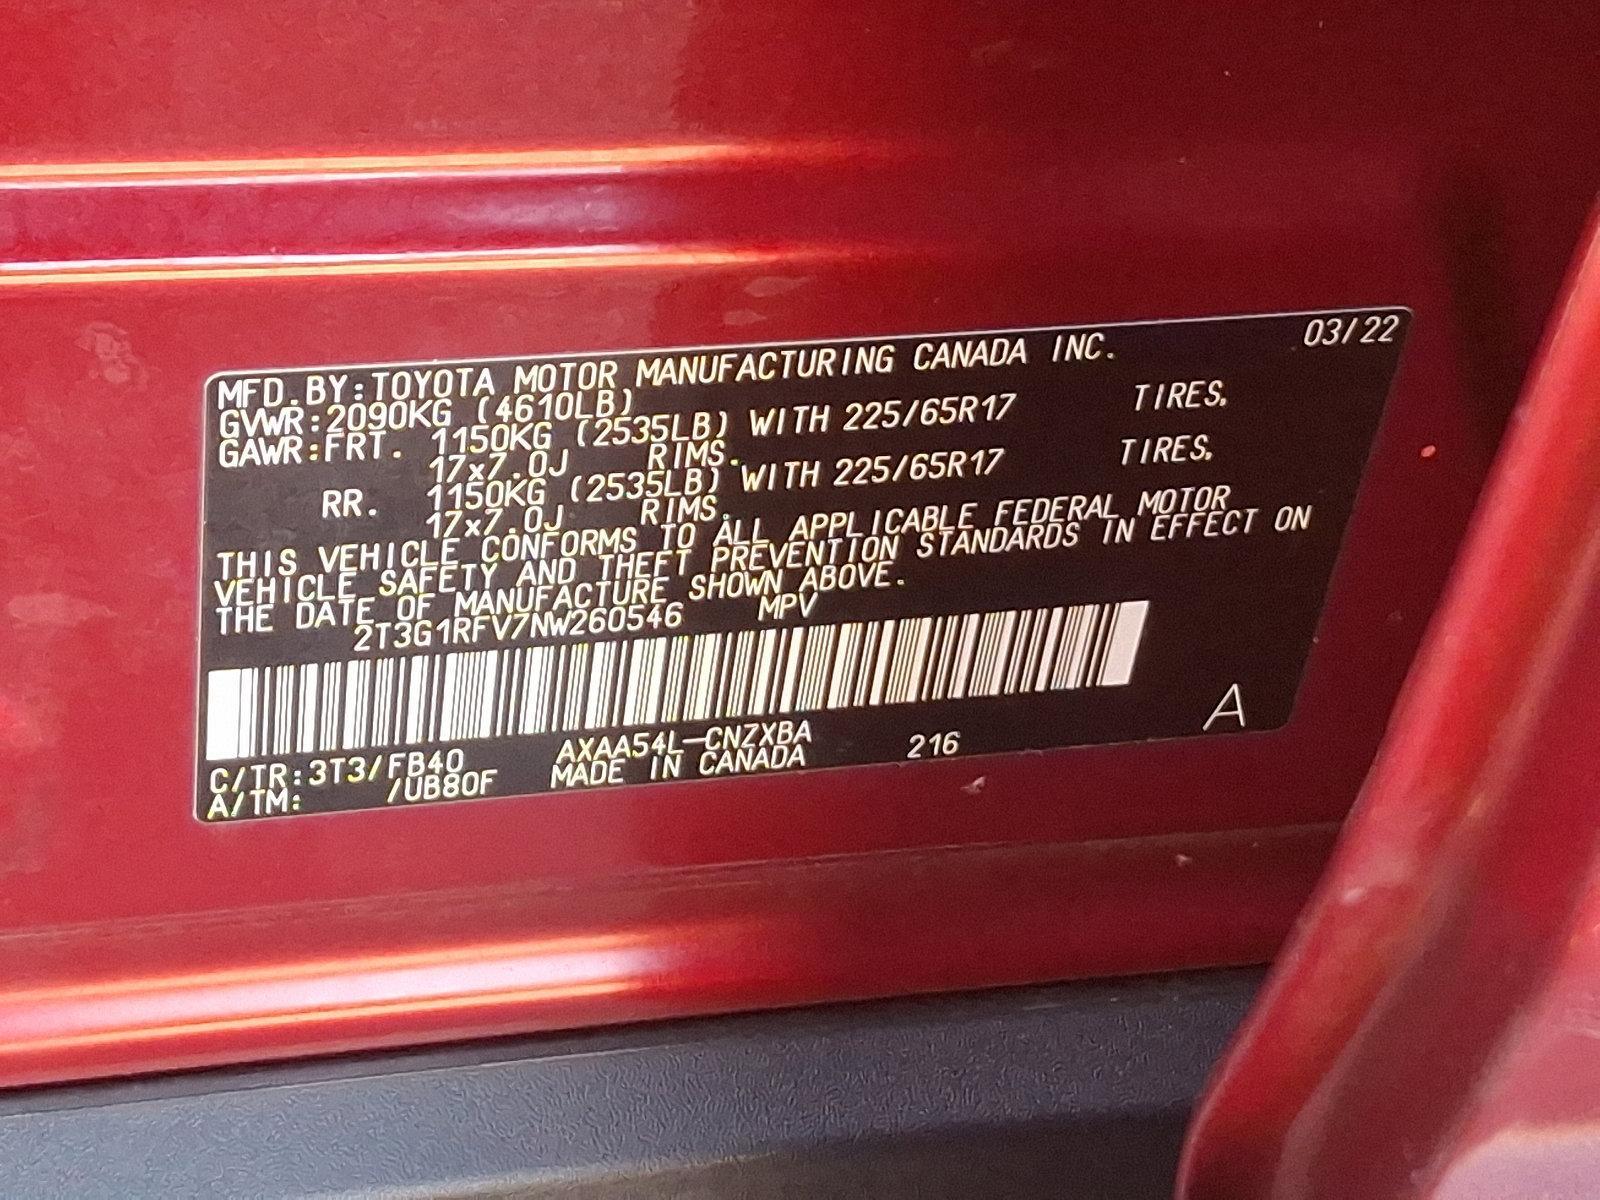 03/22
MFD.BY:TOYOTA MOTOR MANUFACTURING CANADA INC.
GVWR:2090KG (4610LB)
GAWR:FRT. 1150KG (2535LB) WITH 225/65R17 TIRES.
17x7.0J RIMS.
RR. 1150KG (2535LB) WITH 225/65R17 TIRES.
17x7.0J RIMS.
THIS VEHICLE CONFORMS TO ALL APPLICABLE FEDERAL MOTOR
VEHICLE SAFETY AND THEFT PREVENTION STANDARDS IN EFFECT ON
THE DATE OF MANUFACTURE SHOWN ABOVE.
2T3G1RFV7NW260546 MPV
A
C/TR:3T3/FB40 AXAA54L-CNZXBA 216
A/TM: /UB80F MADE IN CANADA